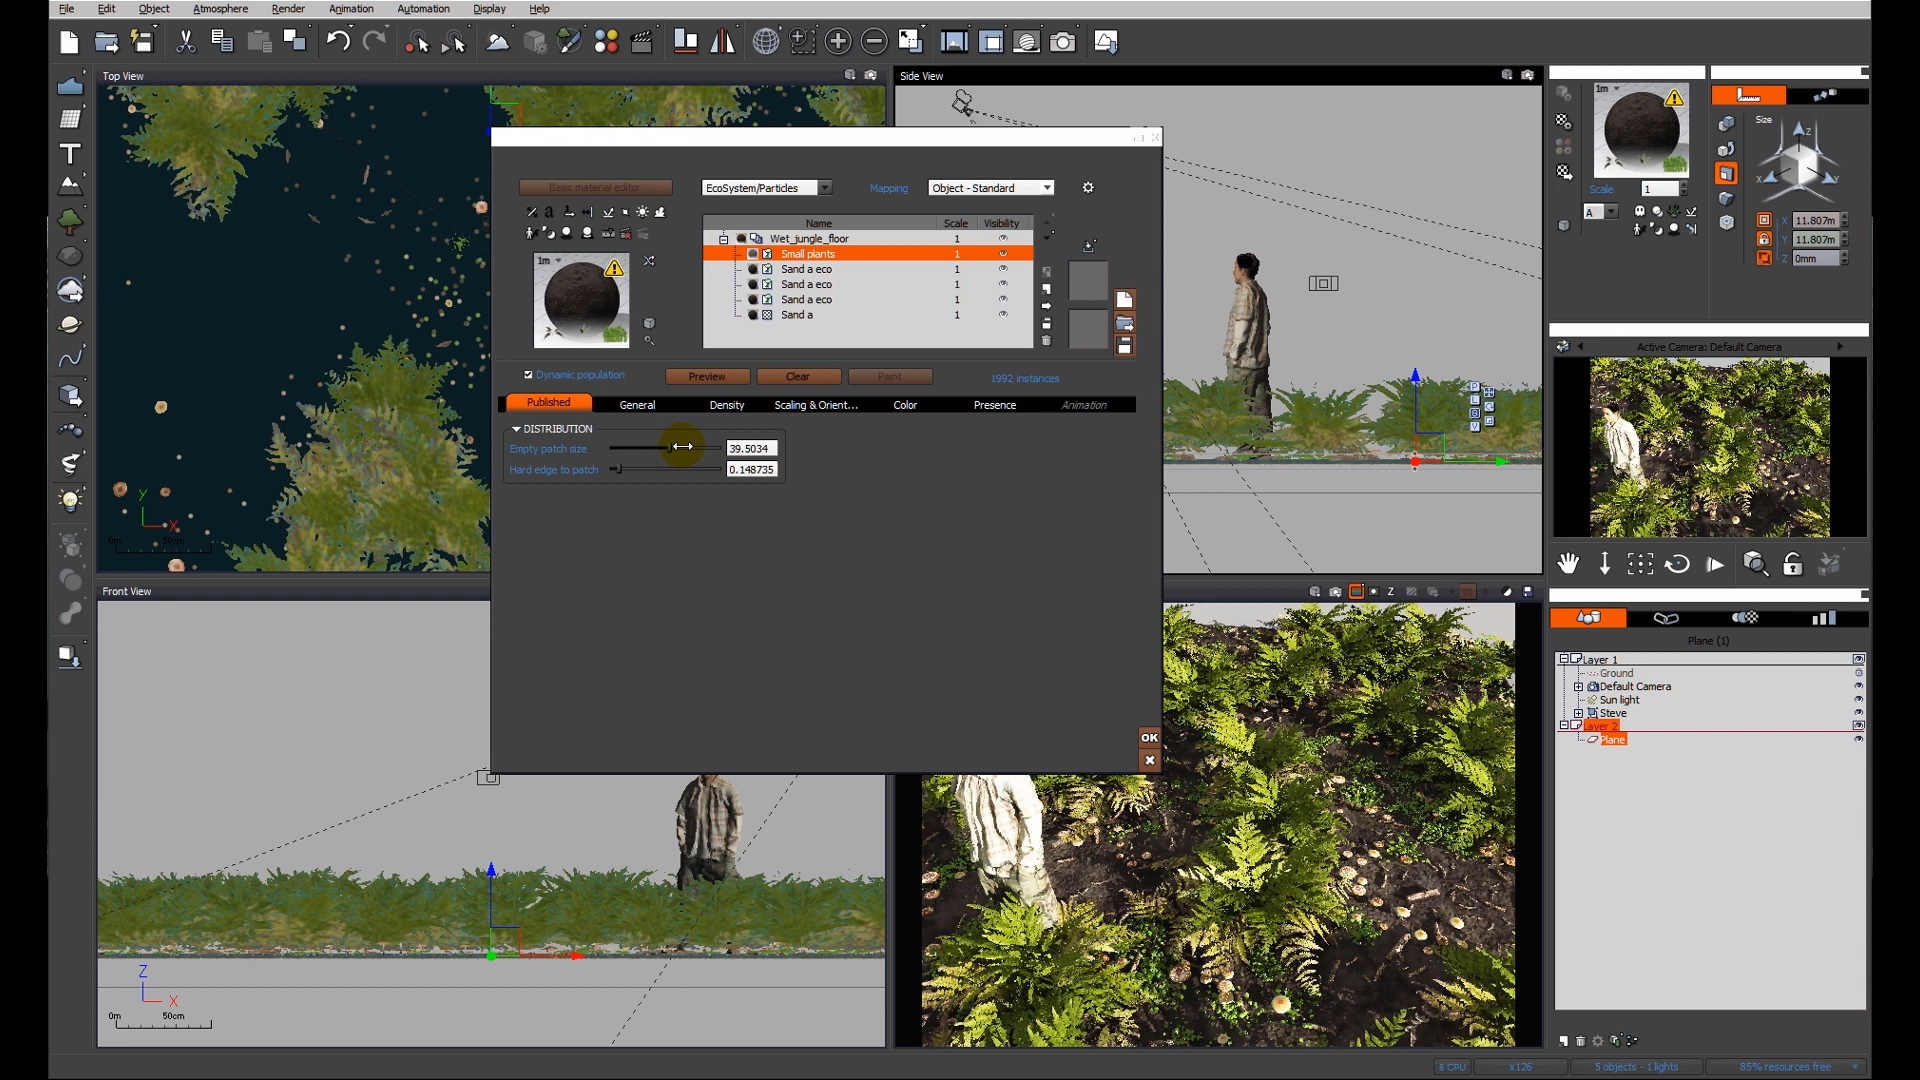 File Edit Object Atmosphere Render Animation Automation Display Help
Top View
Side View
Basic material editor
EcoSystem/Particles
Mapping
Object - Standard
Name Scale Visibility
Wet_jungle_floor 1
Small plants 1
Sand a eco 1
Sand a eco 1
Sand a eco 1
Sand a 1
1m
Dynamic population
Preview
Clear
Paint
1992 instances
Published General Density Scaling & Orient... Color Presence Animation
DISTRIBUTION
Empty patch size 39.5034
Hard edge to patch 0.148735
OK
Y
X
0m 50cm
Front View
Z
X
0m 50cm
1m
Scale 1
A
Size
Z
X
Y
X 11.807m
Y 11.807m
Z 0mm
Active Camera: Default Camera
Plane (1)
Layer 1
Ground
Default Camera
Sun light
Steve
Layer 2
Plane
8 CPU
x126
5 objects - 1 lights
85% resources free